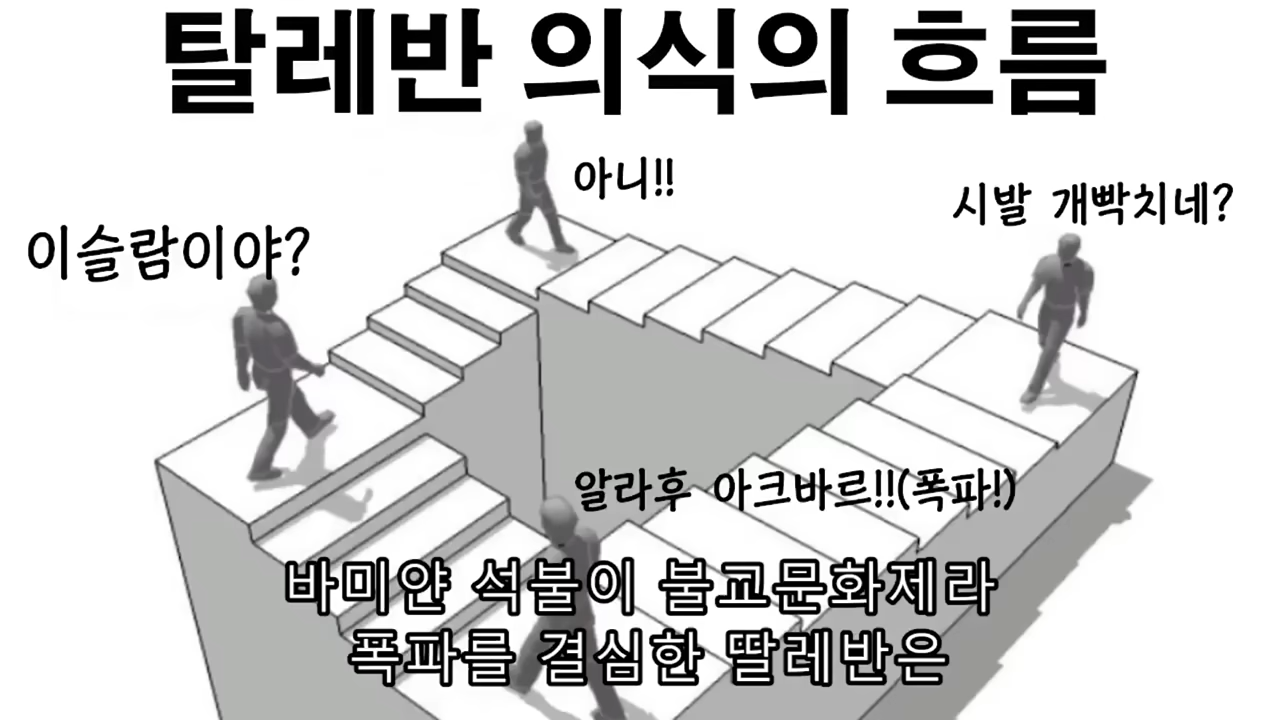 탈레반 의식의 흐름
아니!!
시발 개빡치네?
이슬람이야?
알라후 아크바르!!(폭파!)
바미얀 석불이 불교문화제라
폭파를 결심한 딸레반은